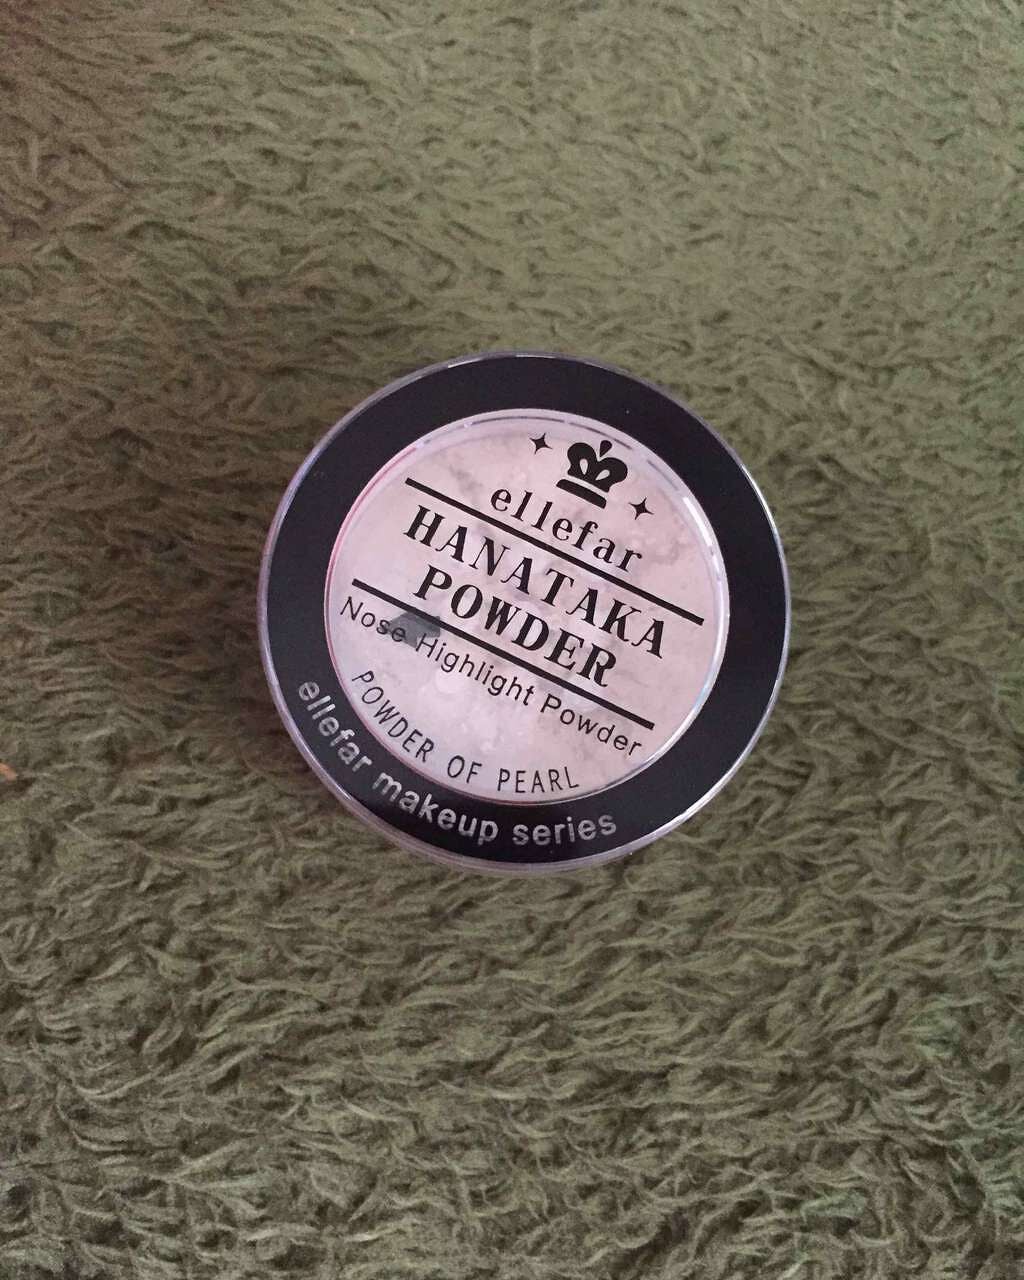 ellefar
HANATAKA
POWDER
Nose Highlight Powder
POWDER OF PEARL
ellefar makeup series